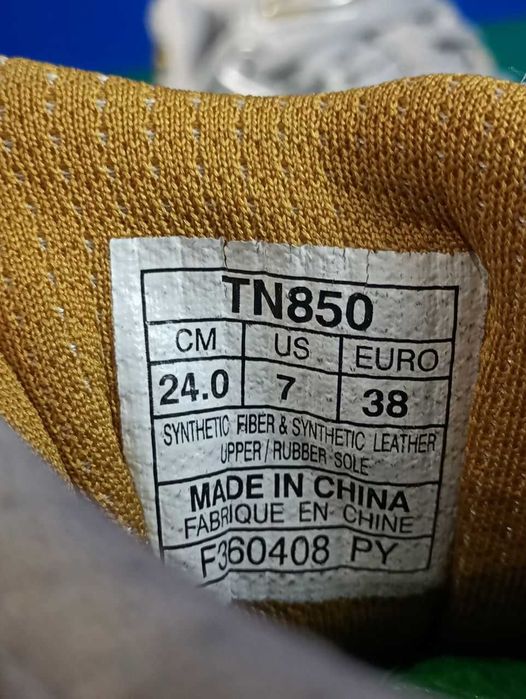 TN850
CM US EURO
24.0 7 38
SYNTHETIC FIBER & SYNTHETIC LEATHER
UPPER / RUBBER SOLE
MADE IN CHINA
FABRIQUE EN CHINE
F360408 PY